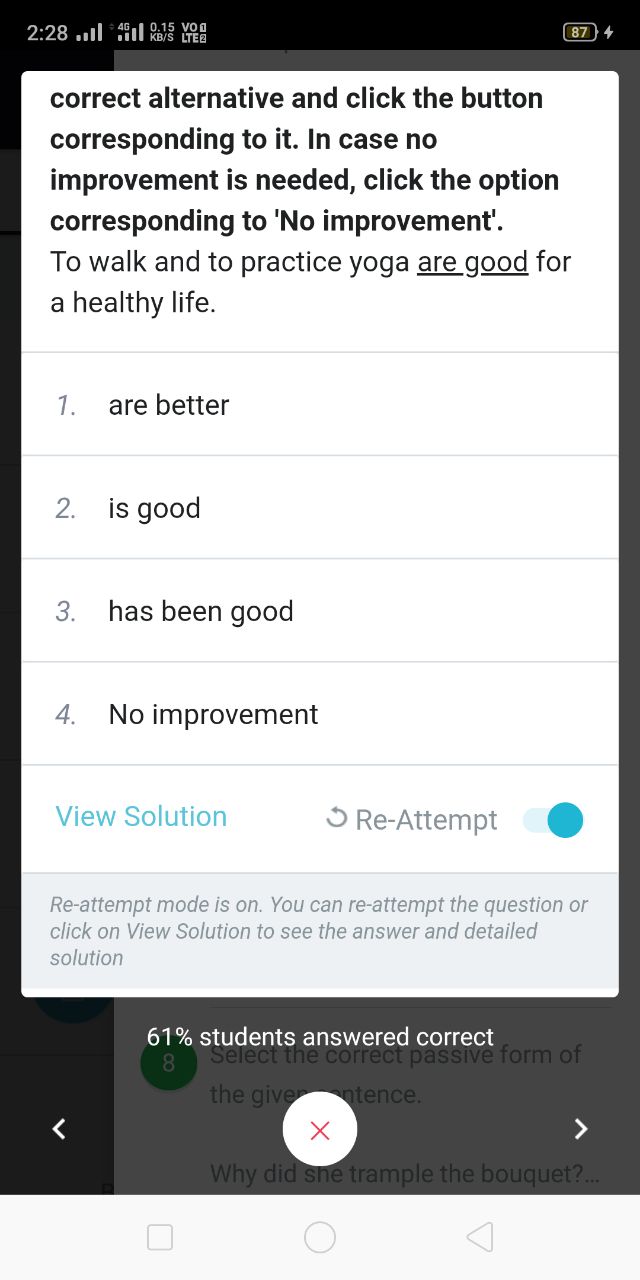 2:28 4G 0.15 KB/S VO LTE2 87
correct alternative and click the button
corresponding to it. In case no
improvement is needed, click the option
corresponding to 'No improvement'.
To walk and to practice yoga are good for
a healthy life.
1. are better
2. is good
3. has been good
4. No improvement
View Solution Re-Attempt
Re-attempt mode is on. You can re-attempt the question or
click on View Solution to see the answer and detailed
solution
61% students answered correct
8 Select the correct passive form of
the given sentence.
Why did she trample the bouquet?...